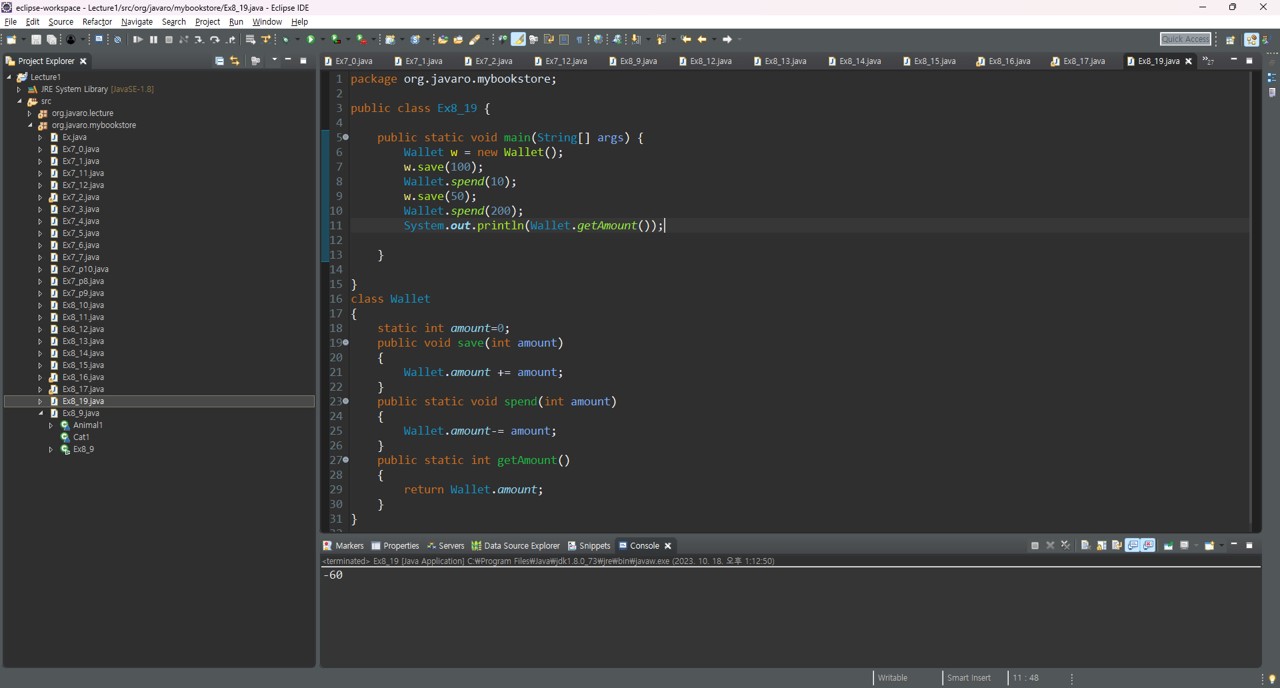 eclipse-workspace - Lecture1/src/org/javaro/mybookstore/Ex8_19.java - Eclipse IDE
File Edit Source Refactor Navigate Search Project Run Window Help
Quick Access
Project Explorer
Ex7_0.java Ex7_1.java Ex7_2.java Ex7_12.java Ex8_9.java Ex8_12.java Ex8_13.java Ex8_14.java Ex8_15.java Ex8_16.java Ex8_17.java Ex8_19.java »27
Lecture1
JRE System Library [JavaSE-1.8]
src
org.javaro.lecture
org.javaro.mybookstore
Ex.java
Ex7_0.java
Ex7_1.java
Ex7_11.java
Ex7_12.java
Ex7_2.java
Ex7_3.java
Ex7_4.java
Ex7_5.java
Ex7_6.java
Ex7_7.java
Ex7_p10.java
Ex7_p8.java
Ex7_p9.java
Ex8_10.java
Ex8_11.java
Ex8_12.java
Ex8_13.java
Ex8_14.java
Ex8_15.java
Ex8_16.java
Ex8_17.java
Ex8_19.java
Ex8_9.java
Animal1
Cat1
Ex8_9
1 package org.javaro.mybookstore;
2
3 public class Ex8_19 {
4
5 public static void main(String[] args) {
6 Wallet w = new Wallet();
7 w.save(100);
8 Wallet.spend(10);
9 w.save(50);
10 Wallet.spend(200);
11 System.out.println(Wallet.getAmount());
12
13 }
14
15 }
16 class Wallet
17 {
18 static int amount=0;
19 public void save(int amount)
20 {
21 Wallet.amount += amount;
22 }
23 public static void spend(int amount)
24 {
25 Wallet.amount-= amount;
26 }
27 public static int getAmount()
28 {
29 return Wallet.amount;
30 }
31 }
Markers Properties Servers Data Source Explorer Snippets Console
<terminated> Ex8_19 [Java Application] C:₩Program Files₩Java₩jdk1.8.0_73₩jre₩bin₩javaw.exe (2023. 10. 18. 오후 1:12:50)
-60
Writable Smart Insert 11 : 48